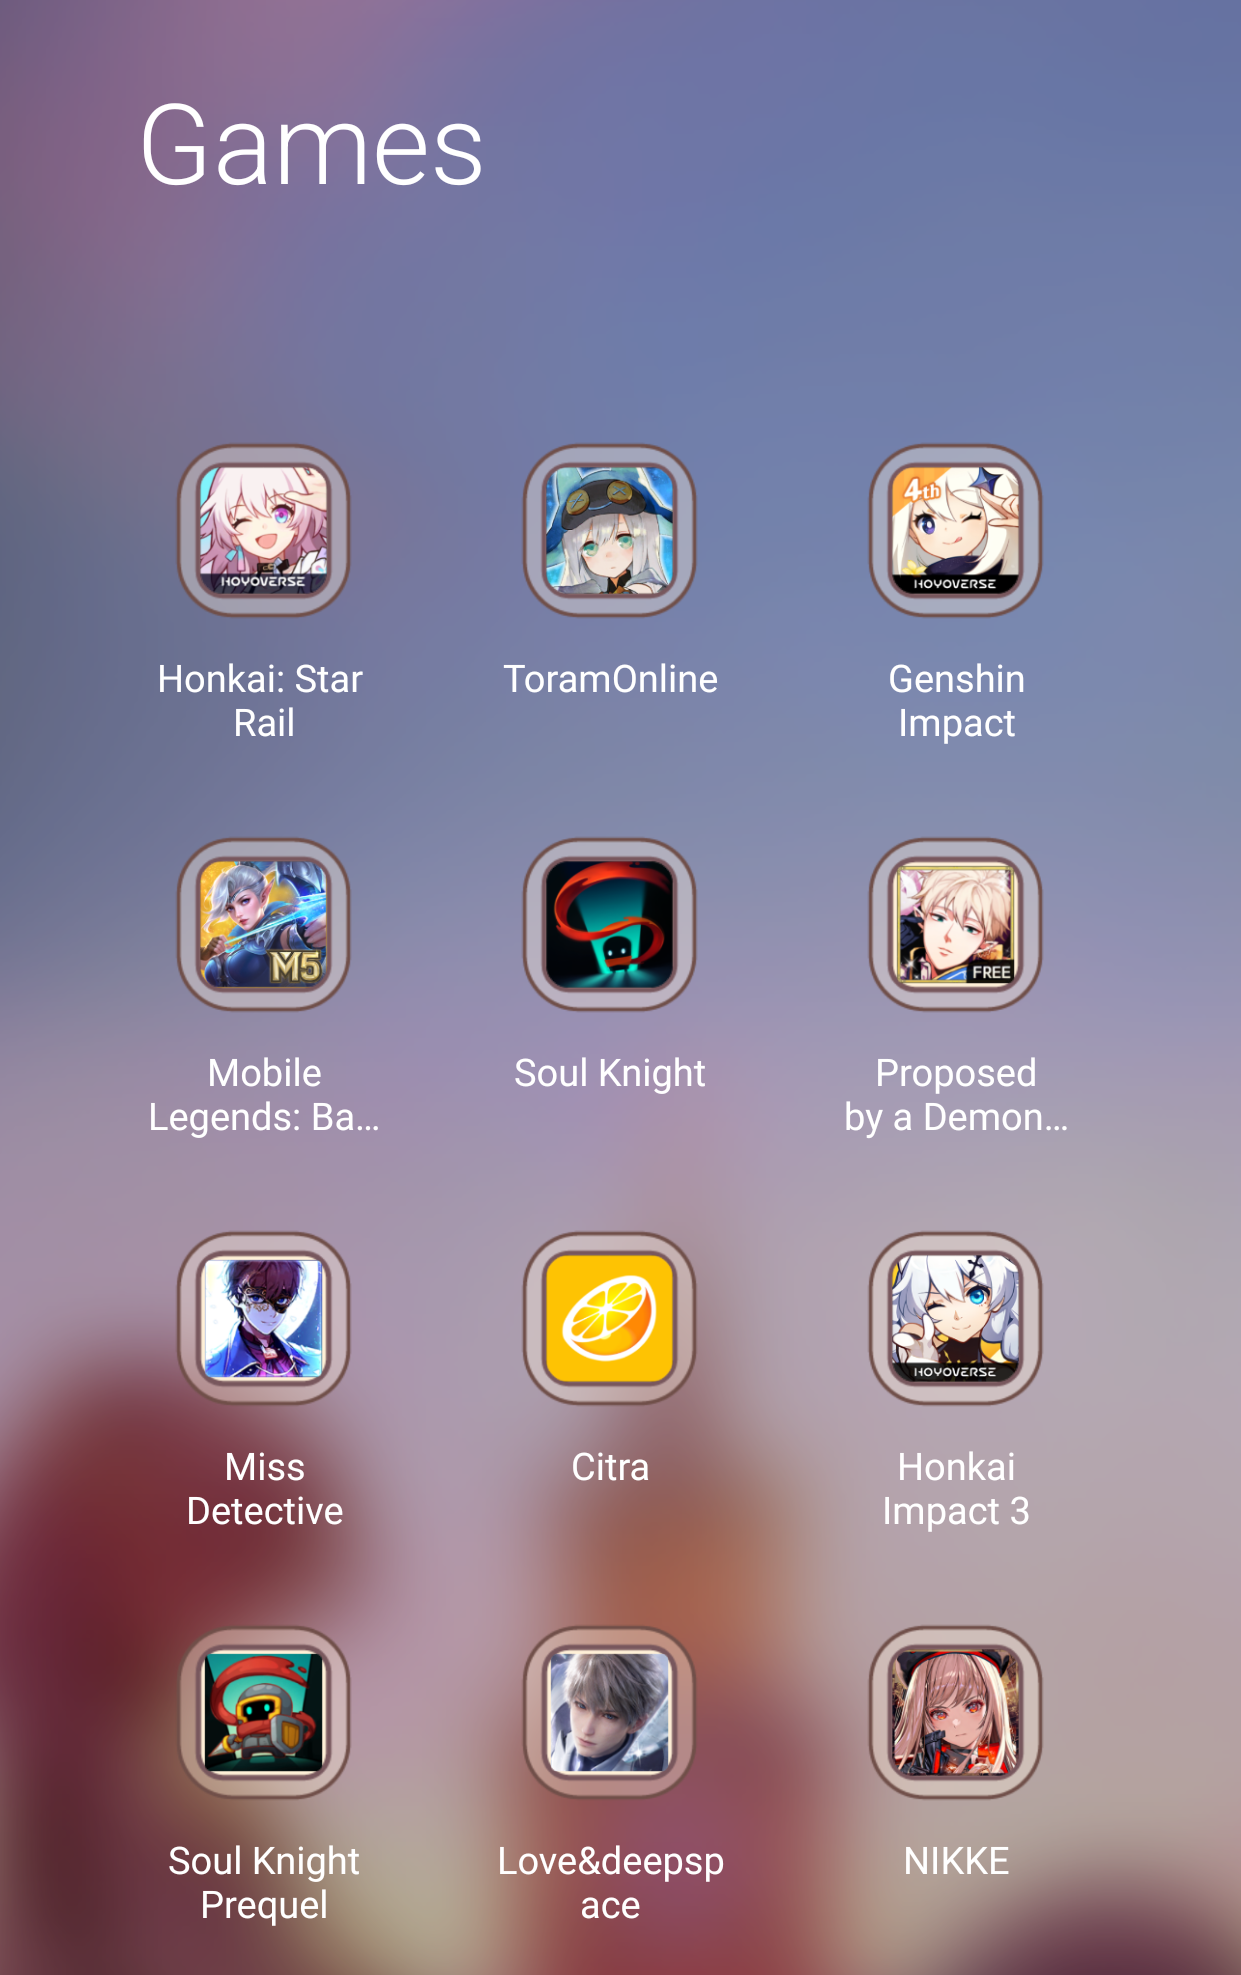 Games
HOYOVERSE
4th
HOYOVERSE
Honkai: Star
Rail
ToramOnline
Genshin
Impact
M5
FREE
Mobile
Legends: Ba...
Soul Knight
Proposed
by a Demon...
HOYOVERSE
Miss
Detective
Citra
Honkai
Impact 3
Soul Knight
Prequel
Love&deepsp
ace
NIKKE